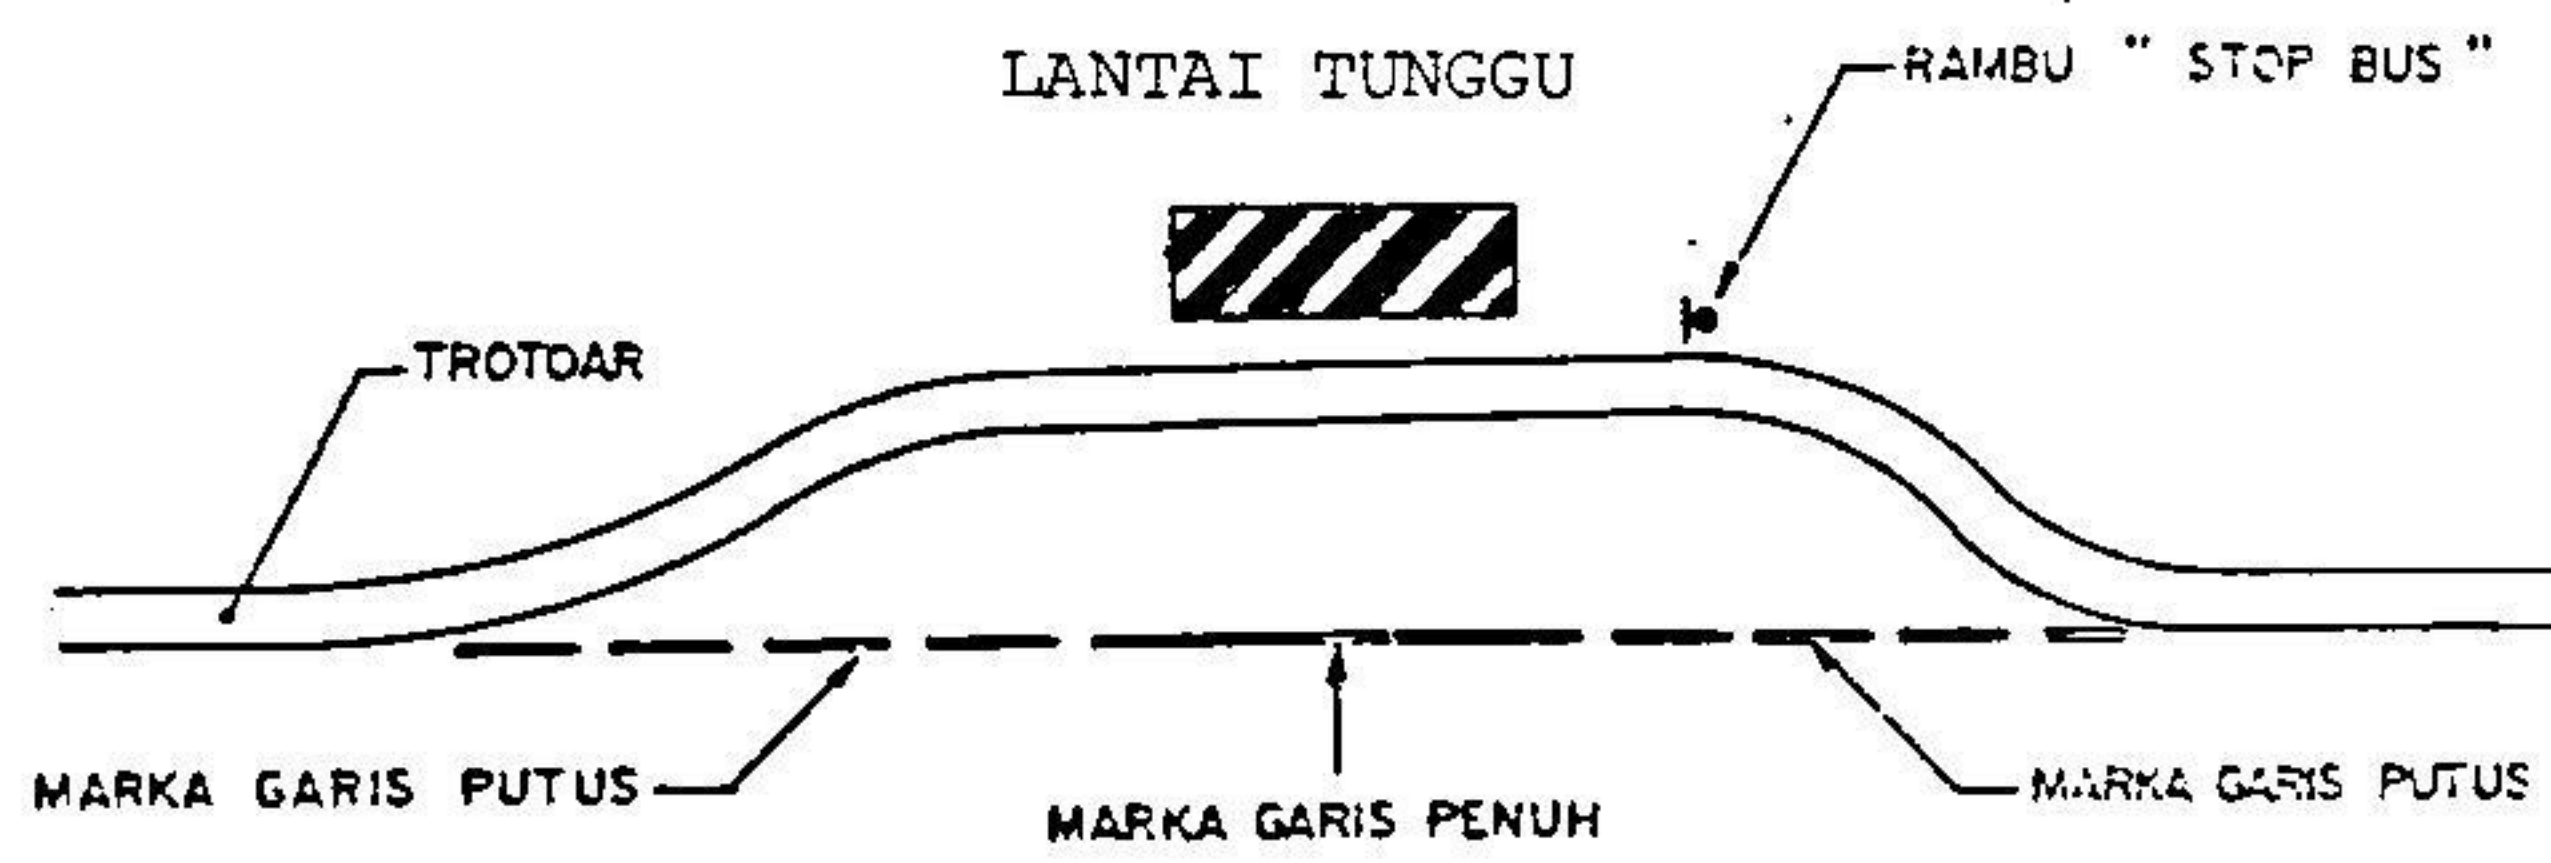 LANTAI TUNGGU
RAMBU " STOP BUS "
TROTOAR
MARKA GARIS PUTUS
MARKA GARIS PENUH
MARKA GARIS PUTUS